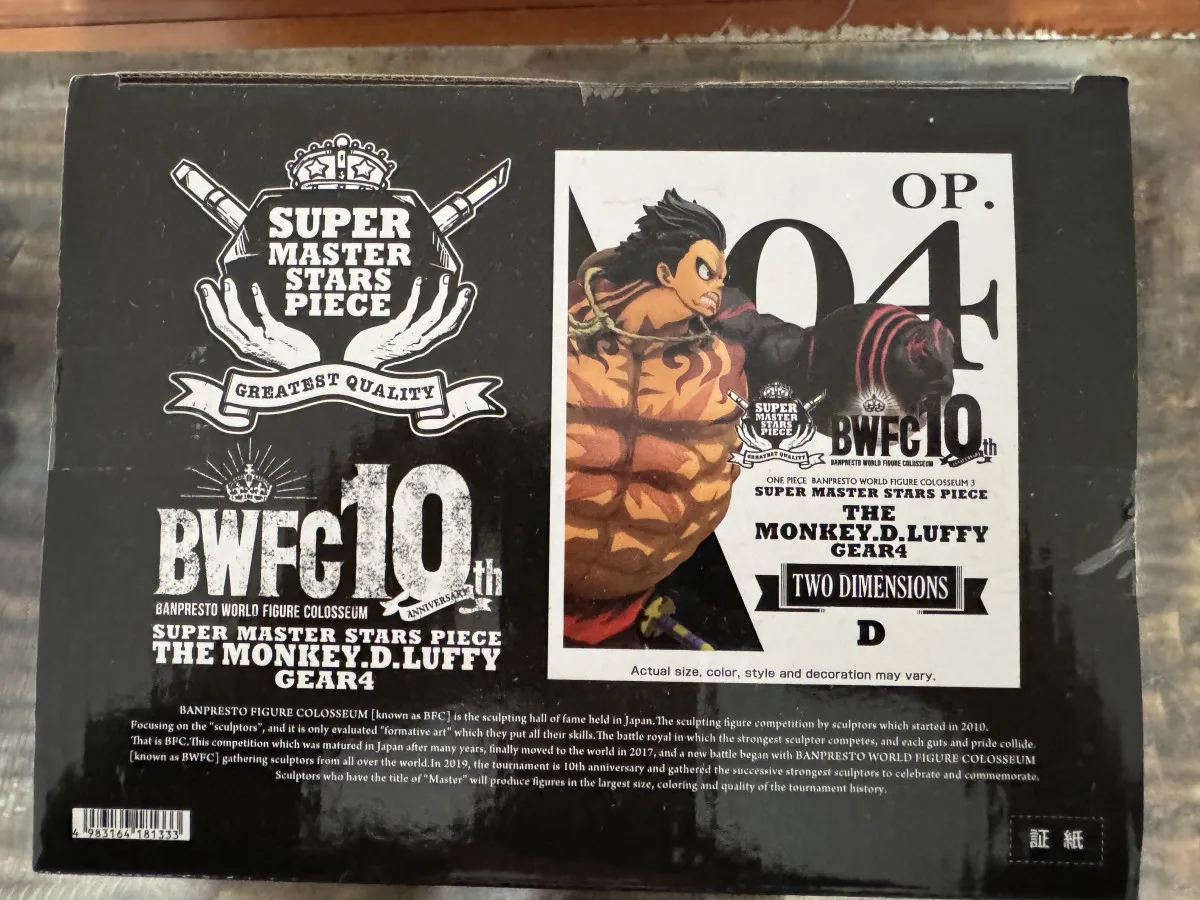 SUPER
MASTER
STARS
PIECE
GREATEST QUALITY
BWFC 10th
ANNIVERSARY
BANPRESTO WORLD FIGURE COLOSSEUM
SUPER MASTER STARS PIECE
THE MONKEY.D.LUFFY
GEAR4
OP.
04
SUPER
MASTER
STARS
PIECE
GREATEST QUALITY
BWFC 10th
BANPRESTO WORLD FIGURE COLOSSEUM
ANNIVERSARY
ONE PIECE BANPRESTO WORLD FIGURE COLOSSEUM 3
SUPER MASTER STARS PIECE
THE
MONKEY.D.LUFFY
GEAR4
TWO DIMENSIONS
D
Actual size, color, style and decoration may vary.
BANPRESTO FIGURE COLOSSEUM [known as BFC] is the sculpting hall of fame held in Japan.The sculpting figure competition by sculptors which started in 2010.
Focusing on the "sculptors", and it is only evaluated "formative art" which they put all their skills.The battle royal in which the strongest sculptor competes, and each guts and pride collide.
That is BFC.This competition which was matured in Japan after many years, finally moved to the world in 2017, and a new battle began with BANPRESTO WORLD FIGURE COLOSSEUM
[known as BWFC] gathering sculptors from all over the world.In 2019, the tournament is 10th anniversary and gathered the successive strongest sculptors to celebrate and commemorate.
Sculptors who have the title of "Master" will produce figures in the largest size, coloring and quality of the tournament history.
4 983164 181333
証 紙